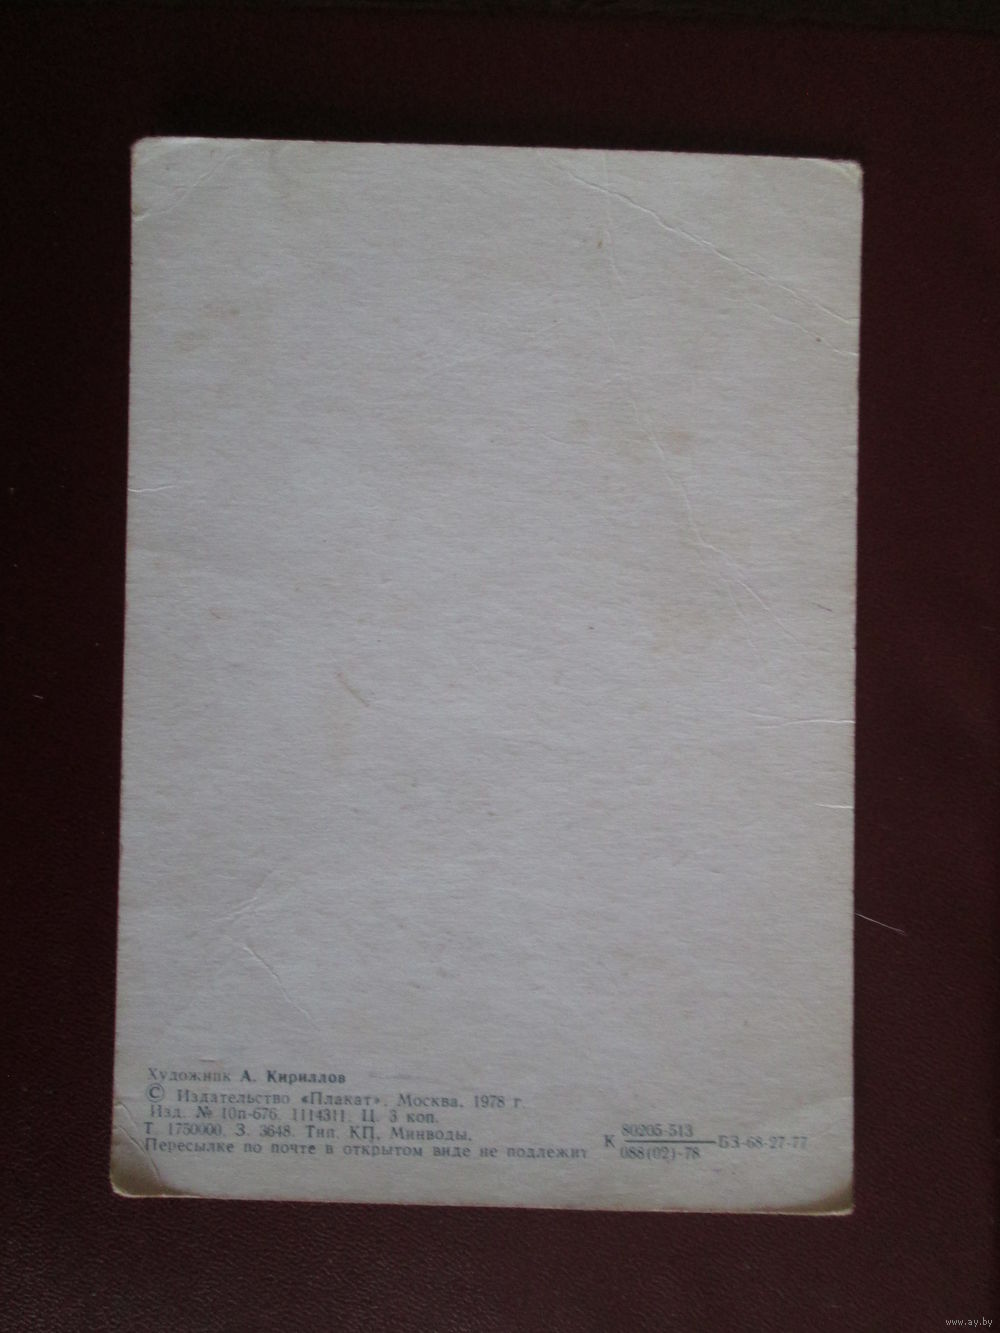 Художник А. Кириллов
© Издательство «Плакат». Москва. 1978 г.
Изд. № 10п-676. 1114311. Ц. 3 коп.
Т. 1750000. З. 3648. Тип. КП, Минводы.
Пересылке по почте в открытом виде не подлежит
К 80205-513 БЗ-68-27-77
088(02)-78
www.ay.by